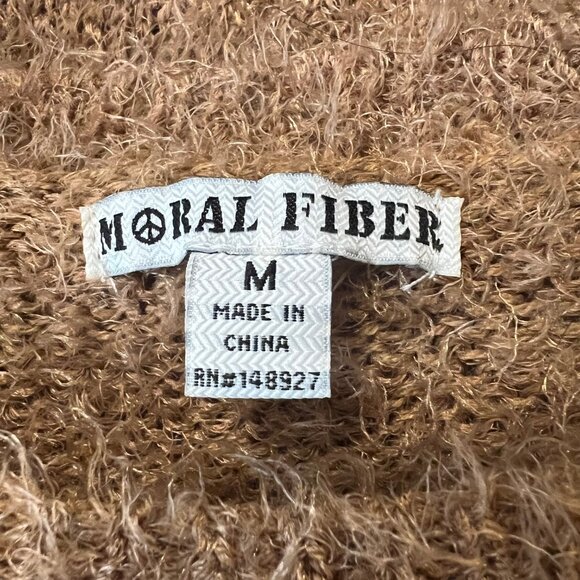 M☮RAL FIBER
M
MADE IN
CHINA
RN#148927